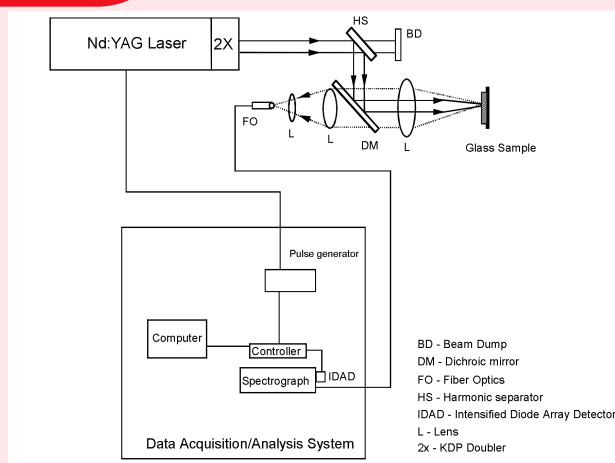 HS
Nd:YAG Laser 2X
BD
FO
L
L
DM
L
Glass Sample
Pulse generator
Computer
Controller
Spectrograph
IDAD
Data Acquisition/Analysis System
BD - Beam Dump
DM - Dichroic mirror
FO - Fiber Optics
HS - Harmonic separator
IDAD - Intensified Diode Array Detector
L - Lens
2x - KDP Doubler